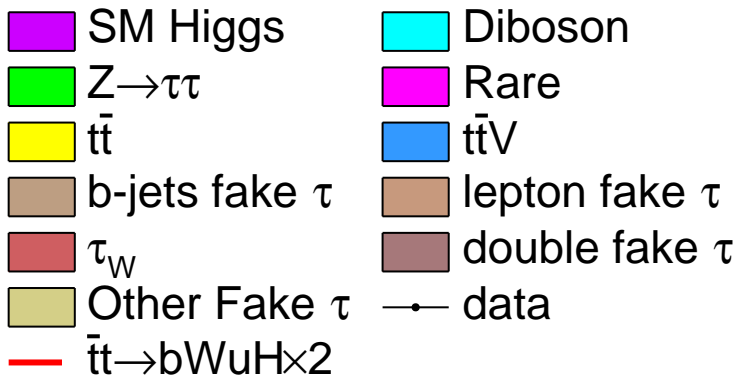 SM Higgs Diboson
Z→ττ Rare
tt̄ tt̄V
b-jets fake τ lepton fake τ
τ_W double fake τ
Other Fake τ data
t̄t→bWuH×2